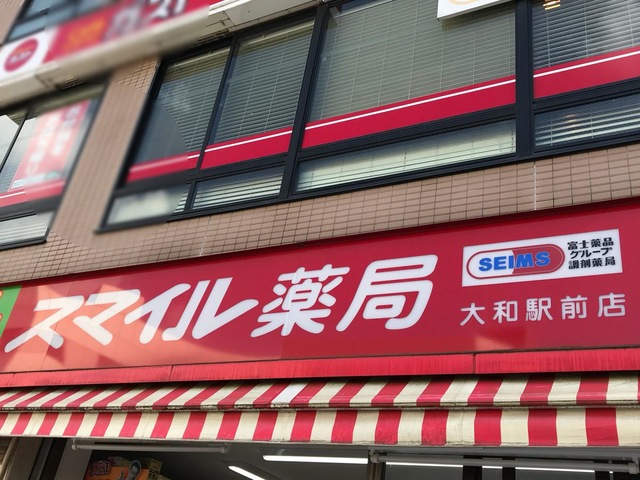 スマイル薬局
SEIMS
富士薬品
グループ
調剤薬局
大和駅前店